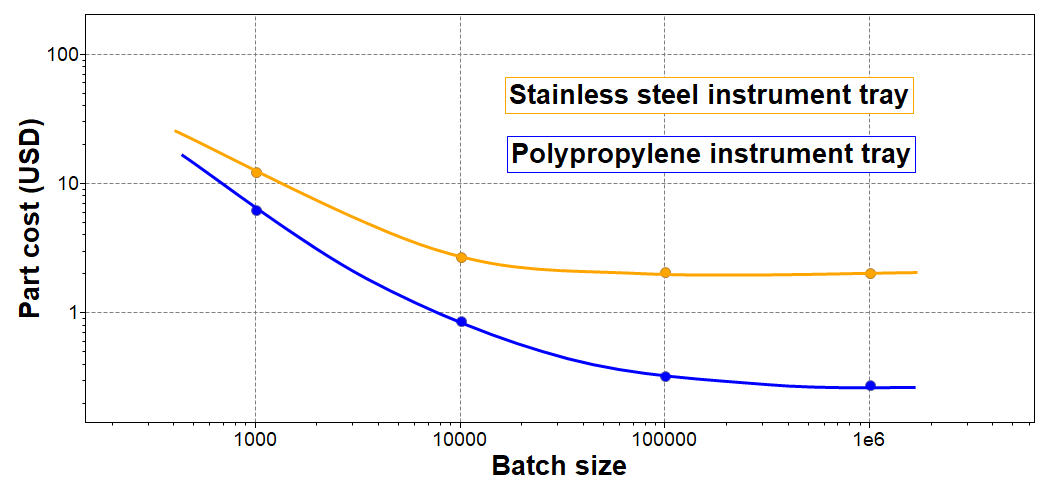 100
Stainless steel instrument tray
Polypropylene instrument tray
10
Part cost (USD)
1
1000 10000 100000 1e6
Batch size